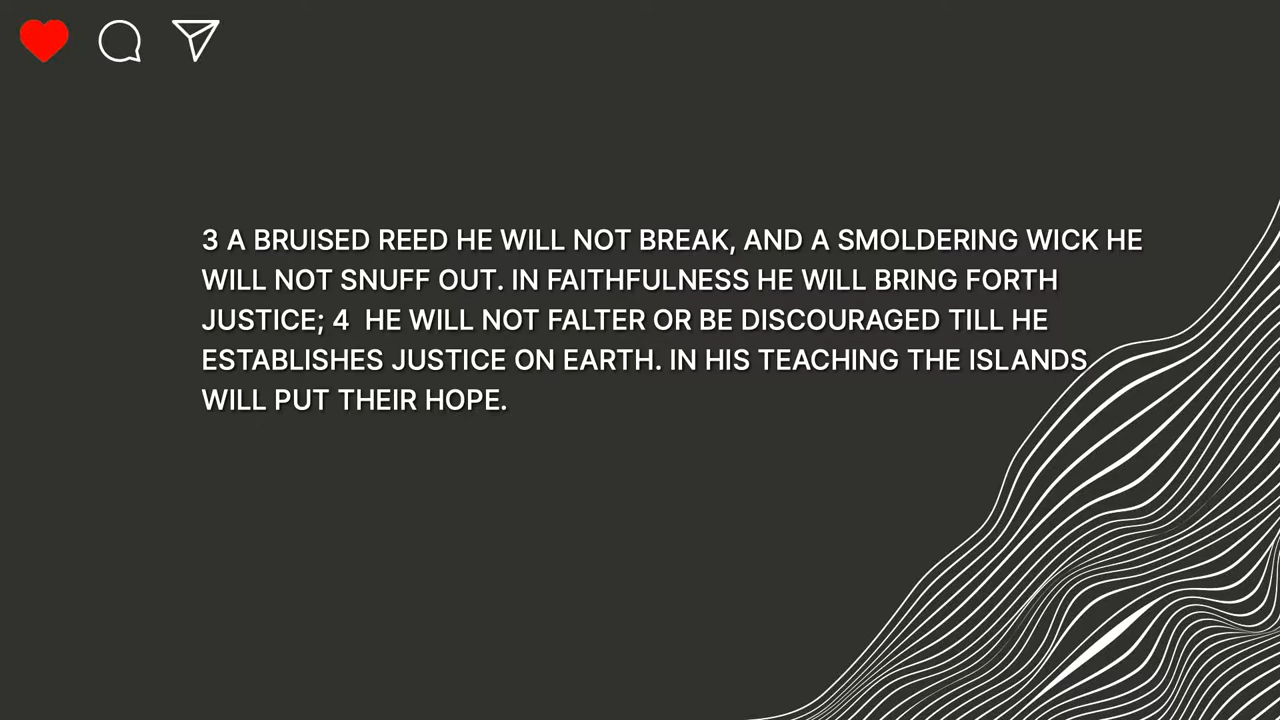 3 A BRUISED REED HE WILL NOT BREAK, AND A SMOLDERING WICK HE
WILL NOT SNUFF OUT. IN FAITHFULNESS HE WILL BRING FORTH
JUSTICE; 4  HE WILL NOT FALTER OR BE DISCOURAGED TILL HE
ESTABLISHES JUSTICE ON EARTH. IN HIS TEACHING THE ISLANDS
WILL PUT THEIR HOPE.